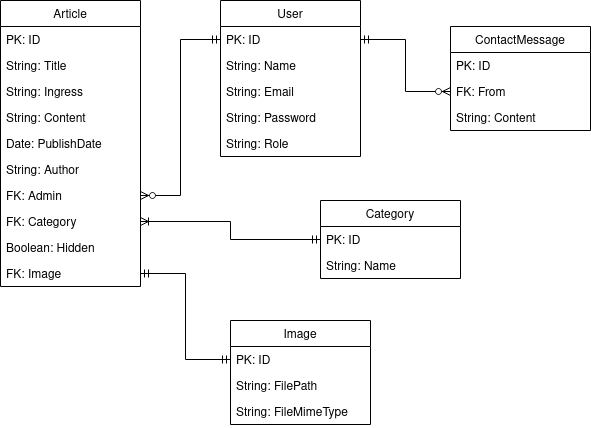 Article
PK: ID
String: Title
String: Ingress
String: Content
Date: PublishDate
String: Author
FK: Admin
FK: Category
Boolean: Hidden
FK: Image
User
PK: ID
String: Name
String: Email
String: Password
String: Role
ContactMessage
PK: ID
FK: From
String: Content
Category
PK: ID
String: Name
Image
PK: ID
String: FilePath
String: FileMimeType